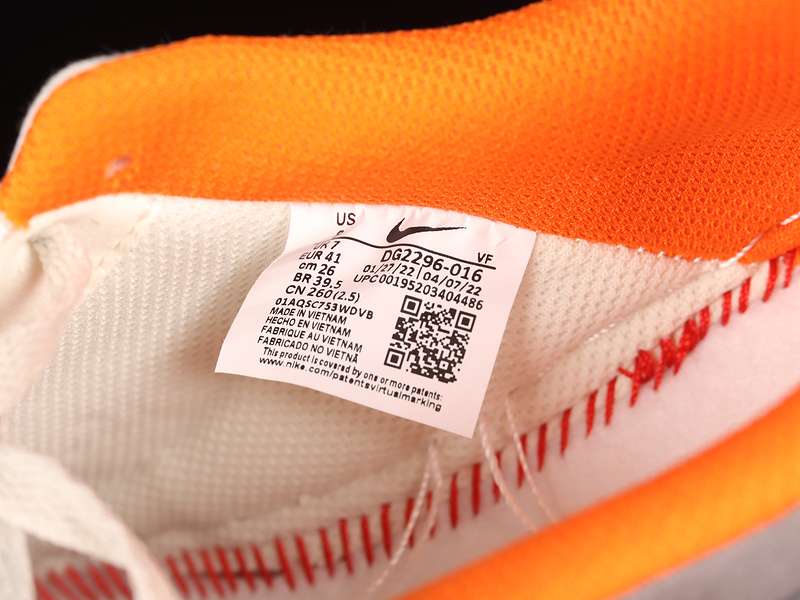 US 8
UK 7
EUR 41
cm 26
BR 39.5
CN 260 (2.5)
VF
DG2296-016
01/27/22 04/07/22
UPC00195203404486
01AQSC753WDVB
MADE IN VIETNAM
HECHO EN VIETNAM
FABRIQUE AU VIETNAM
FABRICADO NO VIETNÃ
This product is covered by one or more patents:
www.nike.com/patentsvirtualmarking